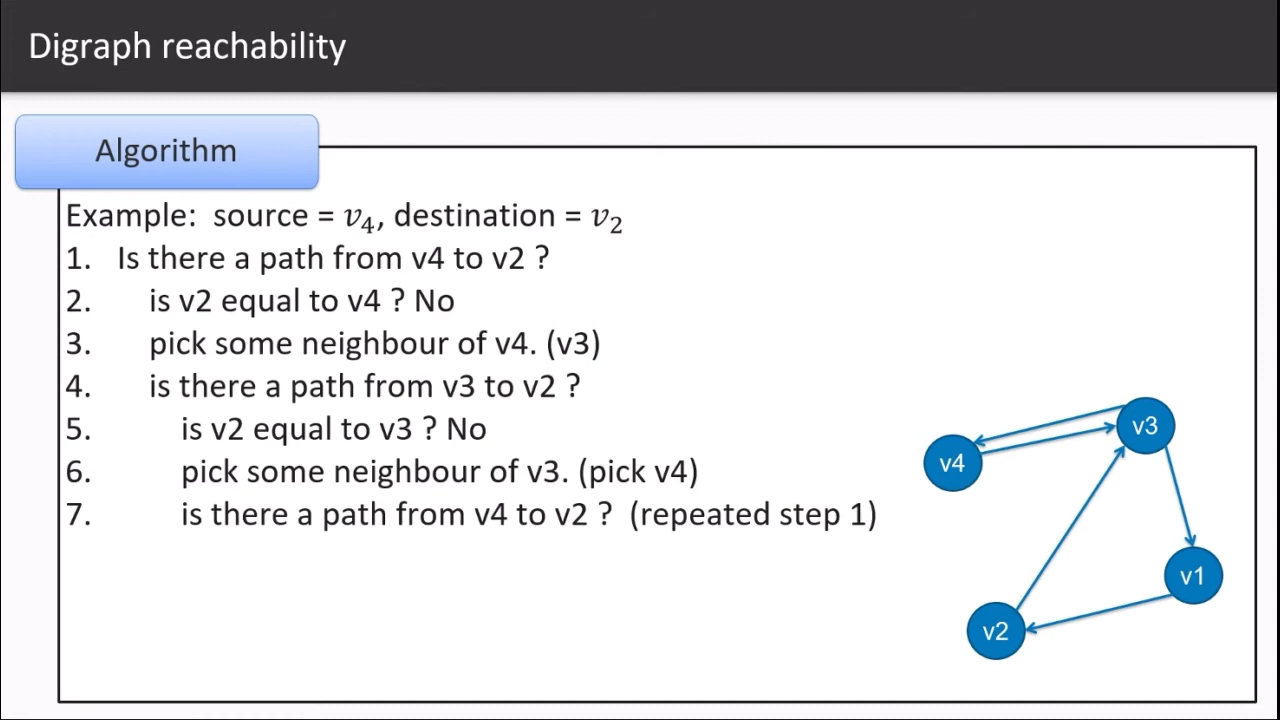 Digraph reachability
Algorithm
Example: source = 𝑣₄, destination = 𝑣₂
1. Is there a path from v4 to v2 ?
2. is v2 equal to v4 ? No
3. pick some neighbour of v4. (v3)
4. is there a path from v3 to v2 ?
5. is v2 equal to v3 ? No
6. pick some neighbour of v3. (pick v4)
7. is there a path from v4 to v2 ? (repeated step 1)
v3
v4
v1
v2